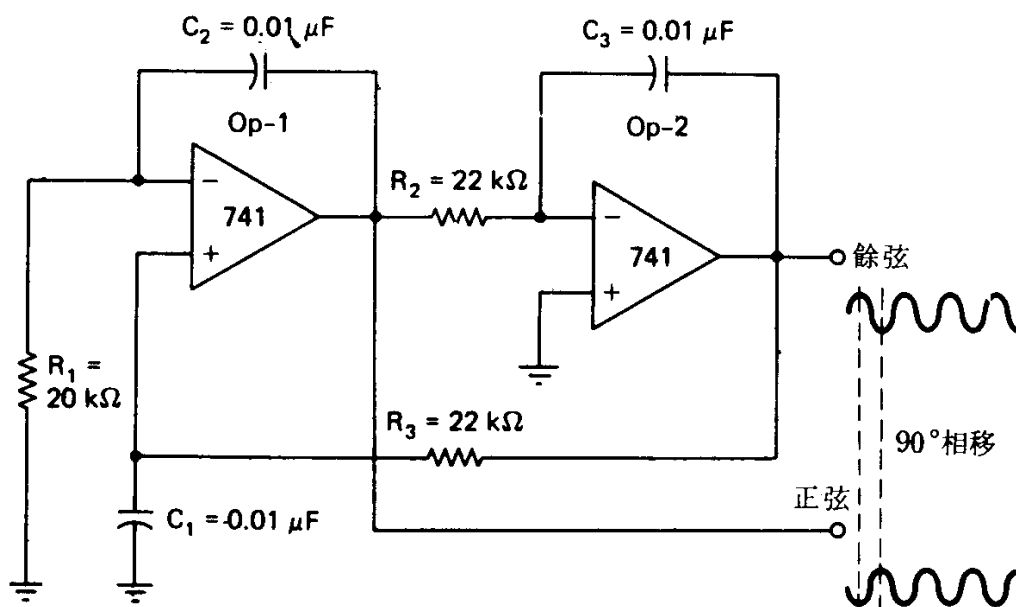 C₂ = 0.01 μF
C₃ = 0.01 μF
Op-1
Op-2
R₂ = 22 kΩ
−
741
+
−
741
+
餘弦
R₁ =
20 kΩ
R₃ = 22 kΩ
90°相移
正弦
C₁ = 0.01 μF